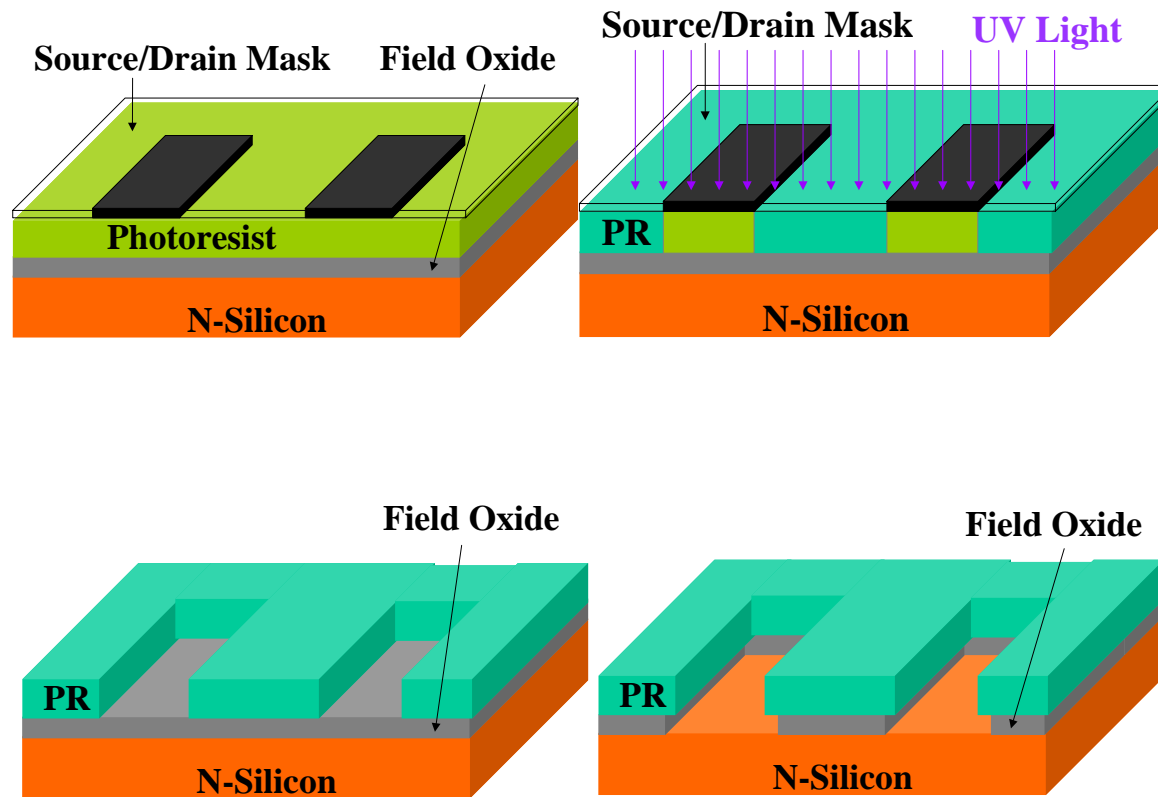 Source/Drain Mask
Field Oxide
Photoresist
N-Silicon
Source/Drain Mask
UV Light
PR
N-Silicon
Field Oxide
PR
N-Silicon
Field Oxide
PR
N-Silicon